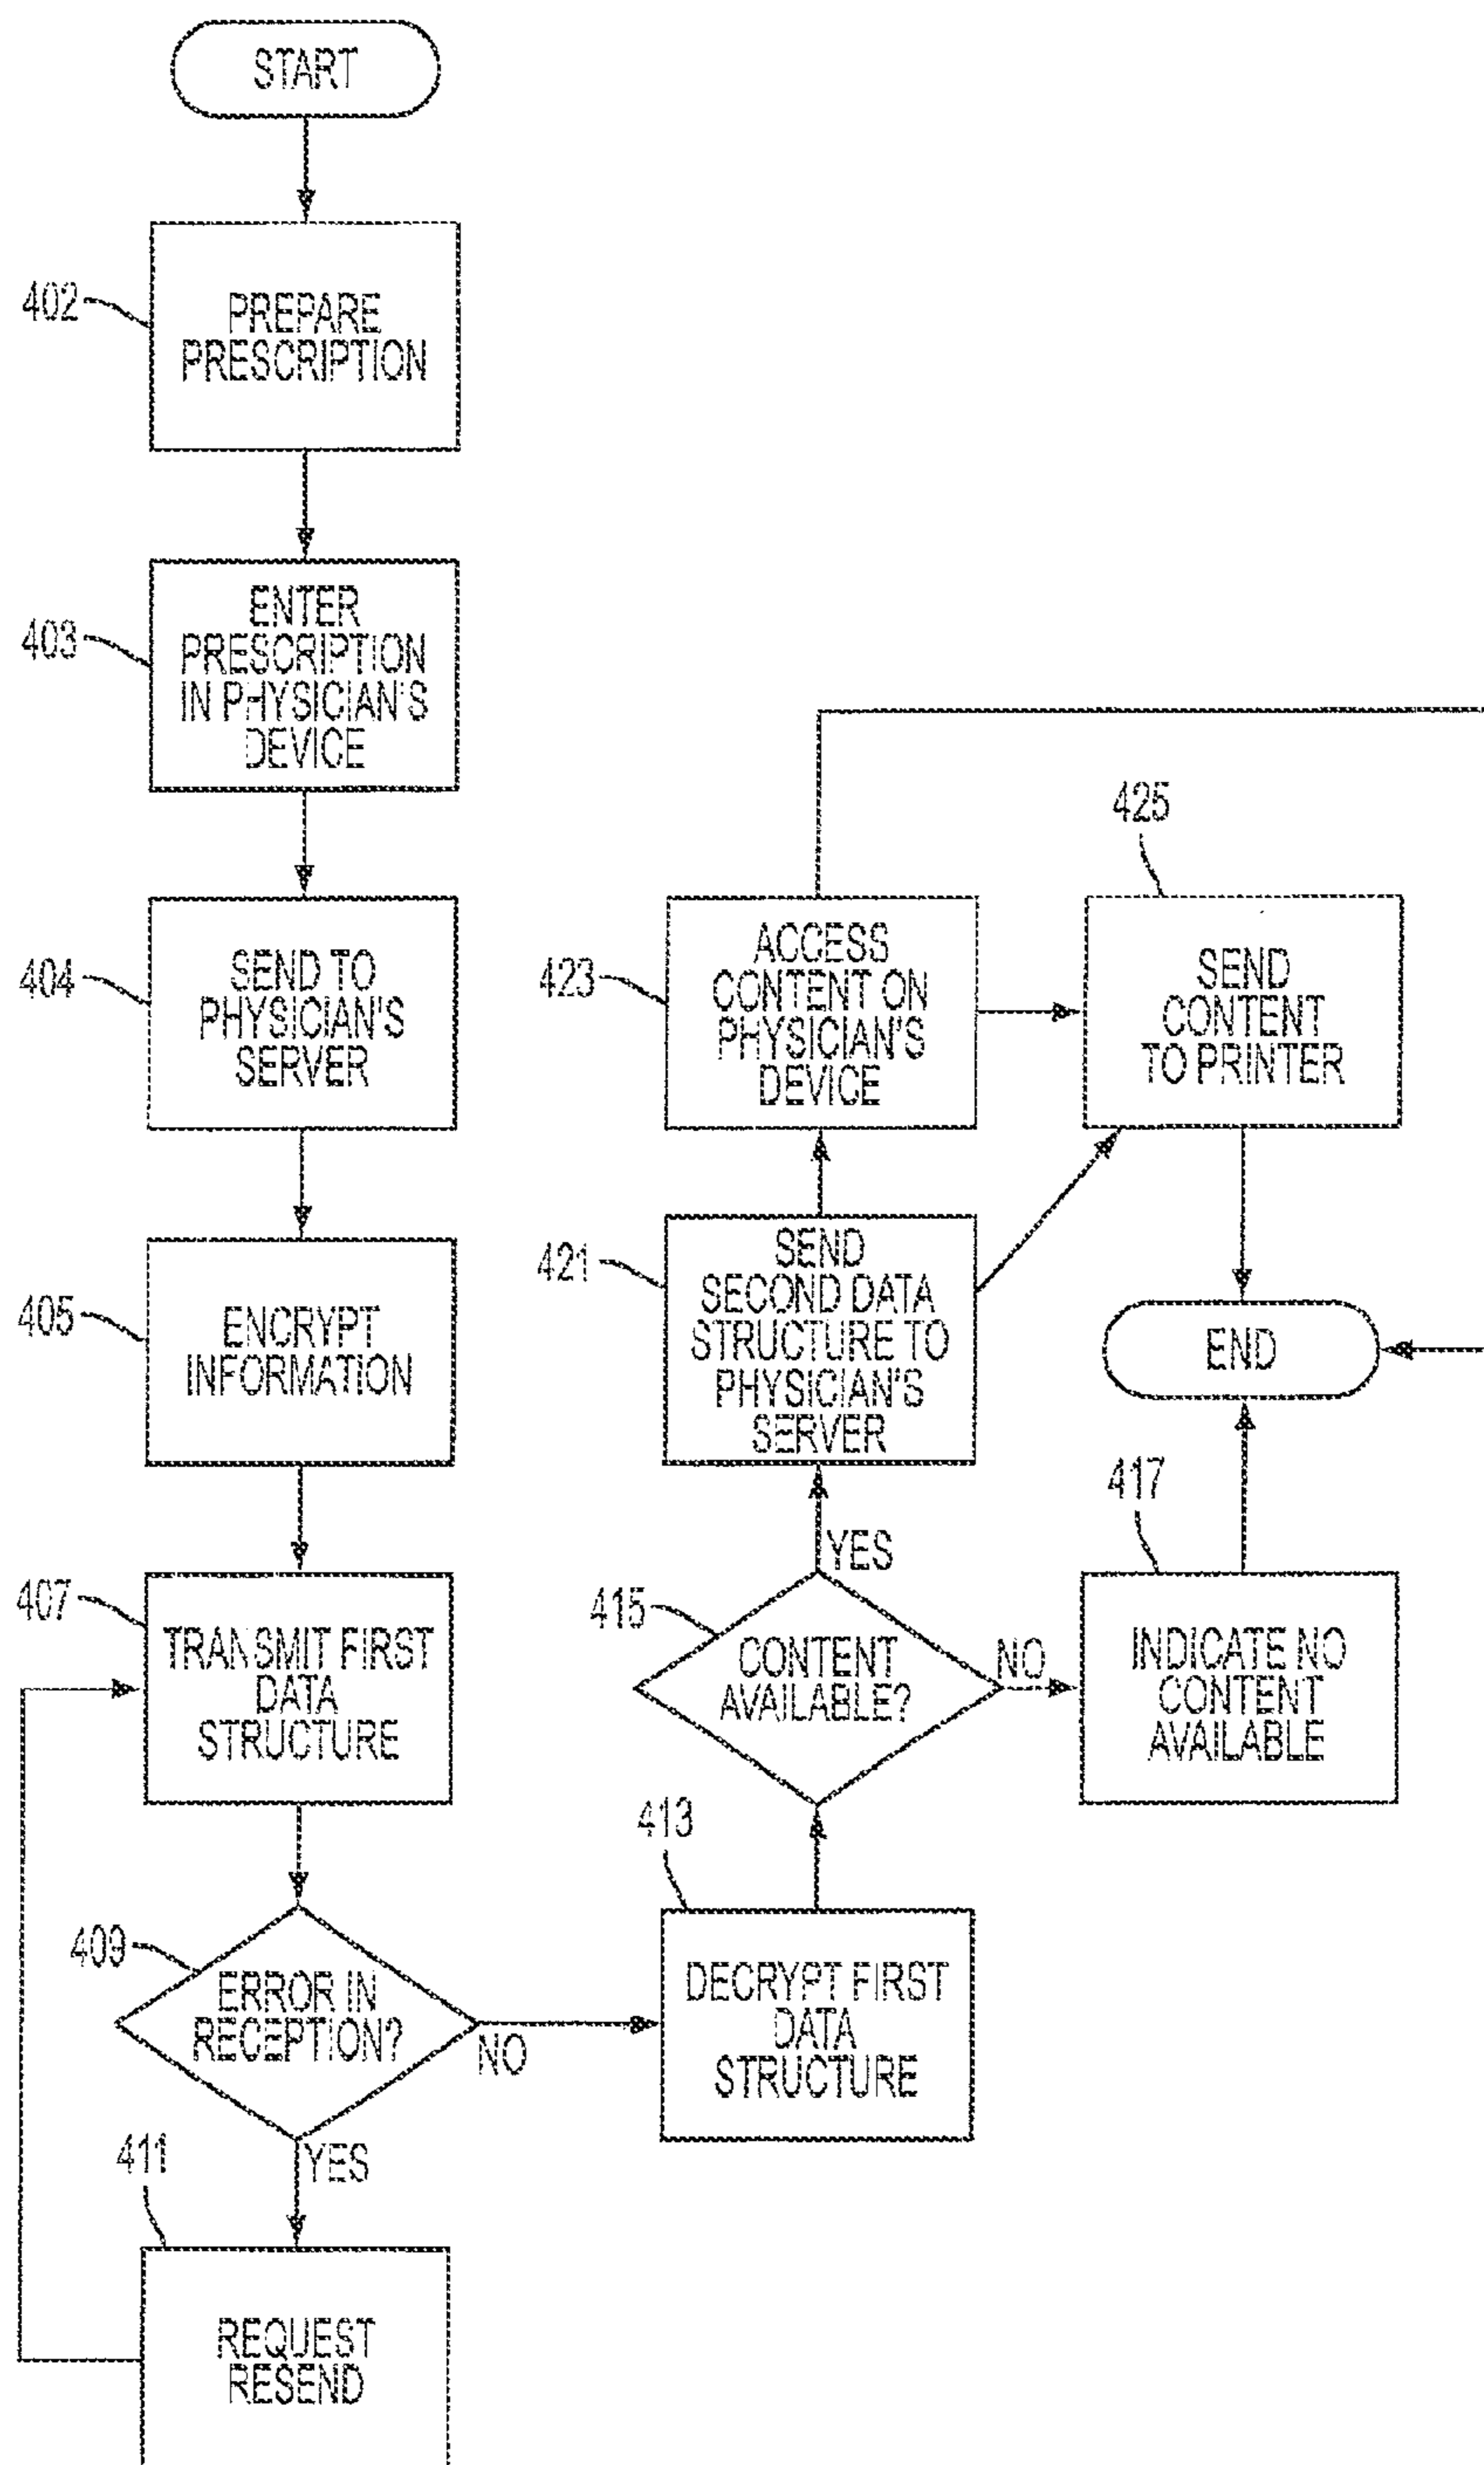 START
402
PREPARE
PRESCRIPTION
403
ENTER
PRESCRIPTION
IN PHYSICIAN'S
DEVICE
404
SEND TO
PHYSICIAN'S
SERVER
405
ENCRYPT
INFORMATION
407
TRANSMIT FIRST
DATA
STRUCTURE
409
ERROR IN
RECEPTION?
NO
YES
411
REQUEST
RESEND
413
DECRYPT FIRST
DATA
STRUCTURE
415
CONTENT
AVAILABLE?
YES
NO
417
INDICATE NO
CONTENT
AVAILABLE
421
SEND
SECOND DATA
STRUCTURE TO
PHYSICIAN'S
SERVER
423
ACCESS
CONTENT ON
PHYSICIAN'S
DEVICE
425
SEND
CONTENT
TO PRINTER
END